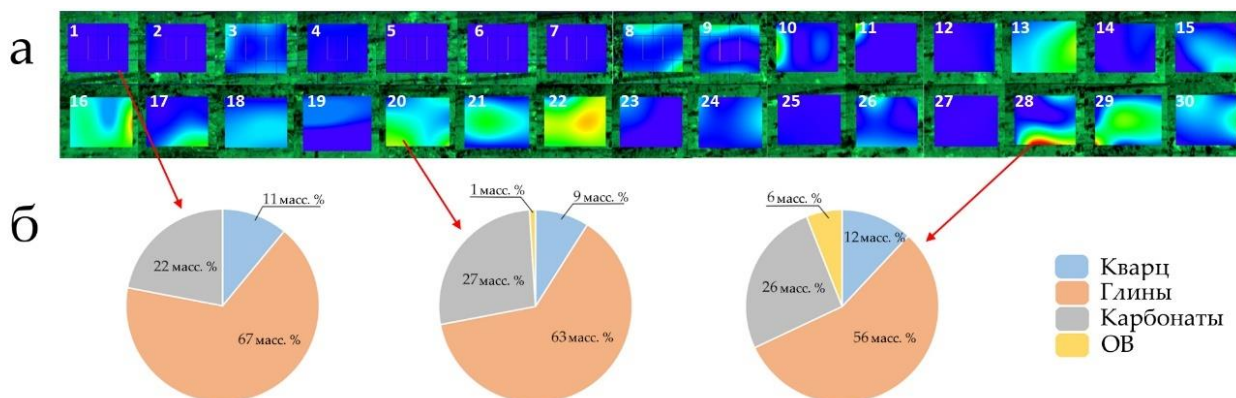 а
1 2 3 4 5 6 7 8 9 10 11 12 13 14 15
16 17 18 19 20 21 22 23 24 25 26 27 28 29 30
б
11 масс. %
22 масс. %
67 масс. %
1 масс. %
9 масс. %
27 масс. %
63 масс. %
6 масс. %
12 масс. %
26 масс. %
56 масс. %
Кварц
Глины
Карбонаты
ОВ